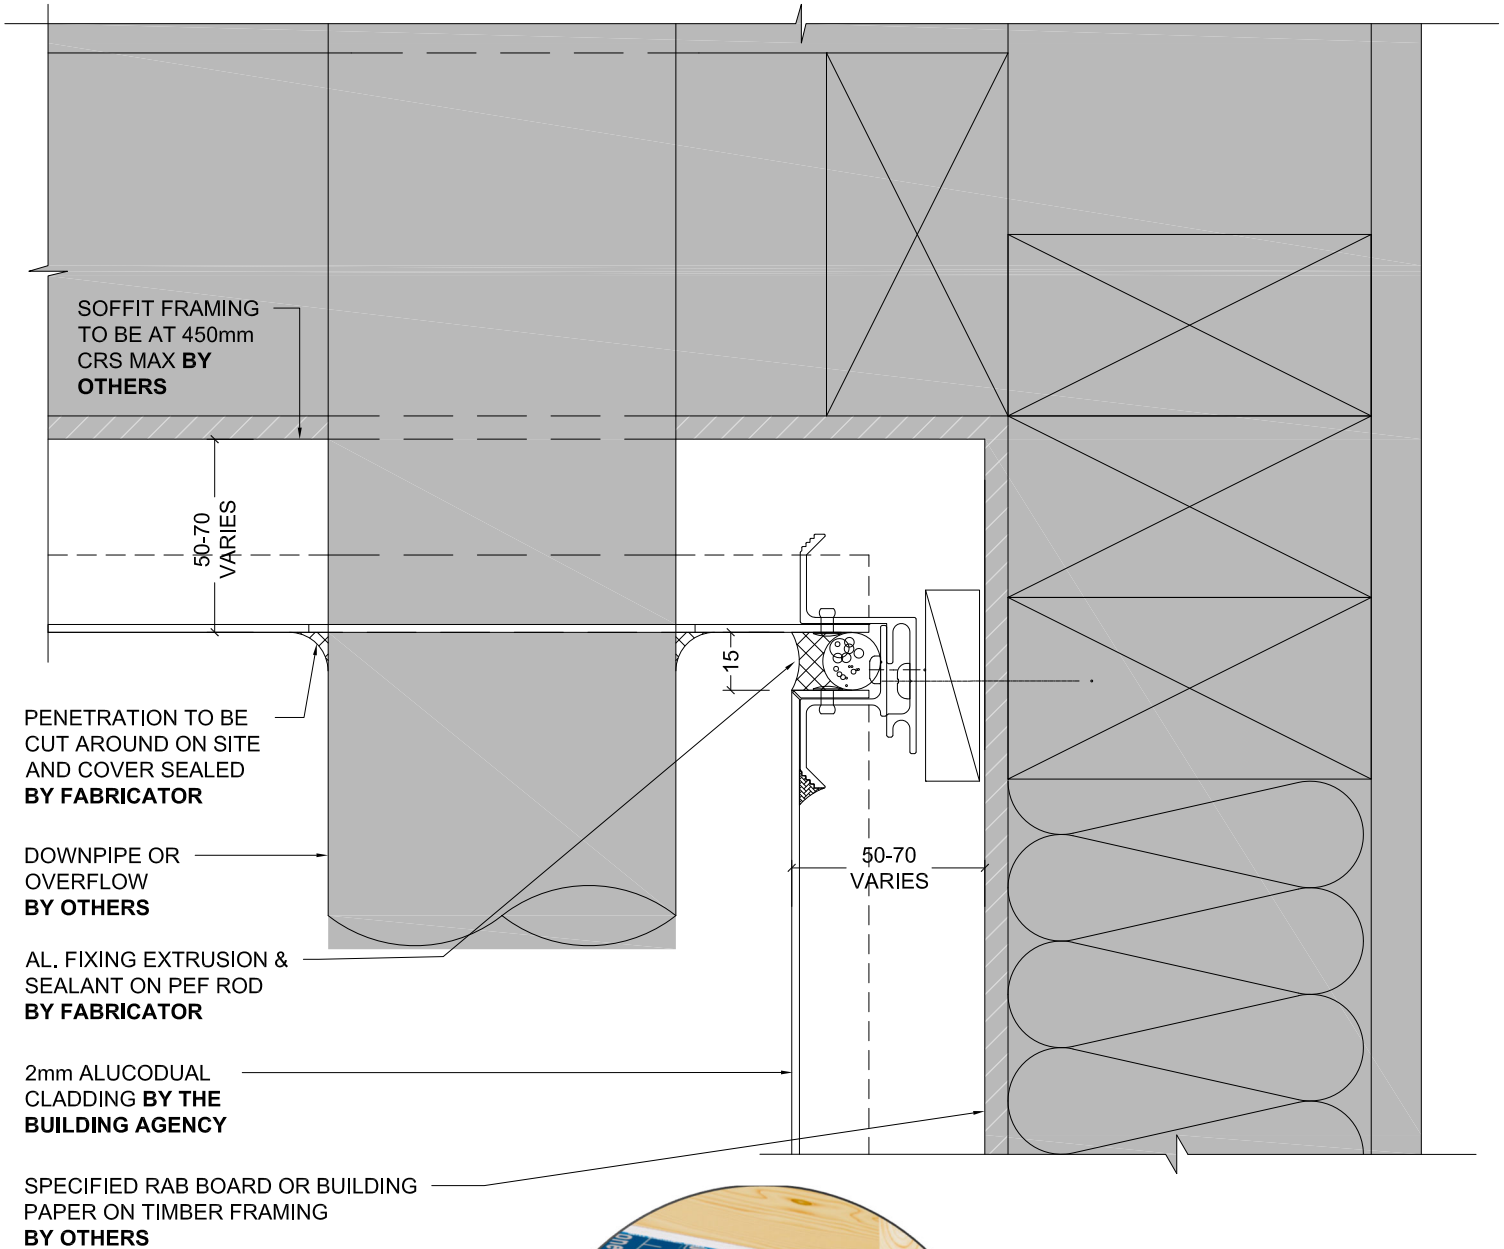 SOFFIT FRAMING
TO BE AT 450mm
CRS MAX BY
OTHERS
50-70
VARIES
15
PENETRATION TO BE
CUT AROUND ON SITE
AND COVER SEALED
BY FABRICATOR
50-70
VARIES
DOWNPIPE OR
OVERFLOW
BY OTHERS
AL. FIXING EXTRUSION &
SEALANT ON PEF ROD
BY FABRICATOR
2mm ALUCODUAL
CLADDING BY THE
BUILDING AGENCY
SPECIFIED RAB BOARD OR BUILDING
PAPER ON TIMBER FRAMING
BY OTHERS